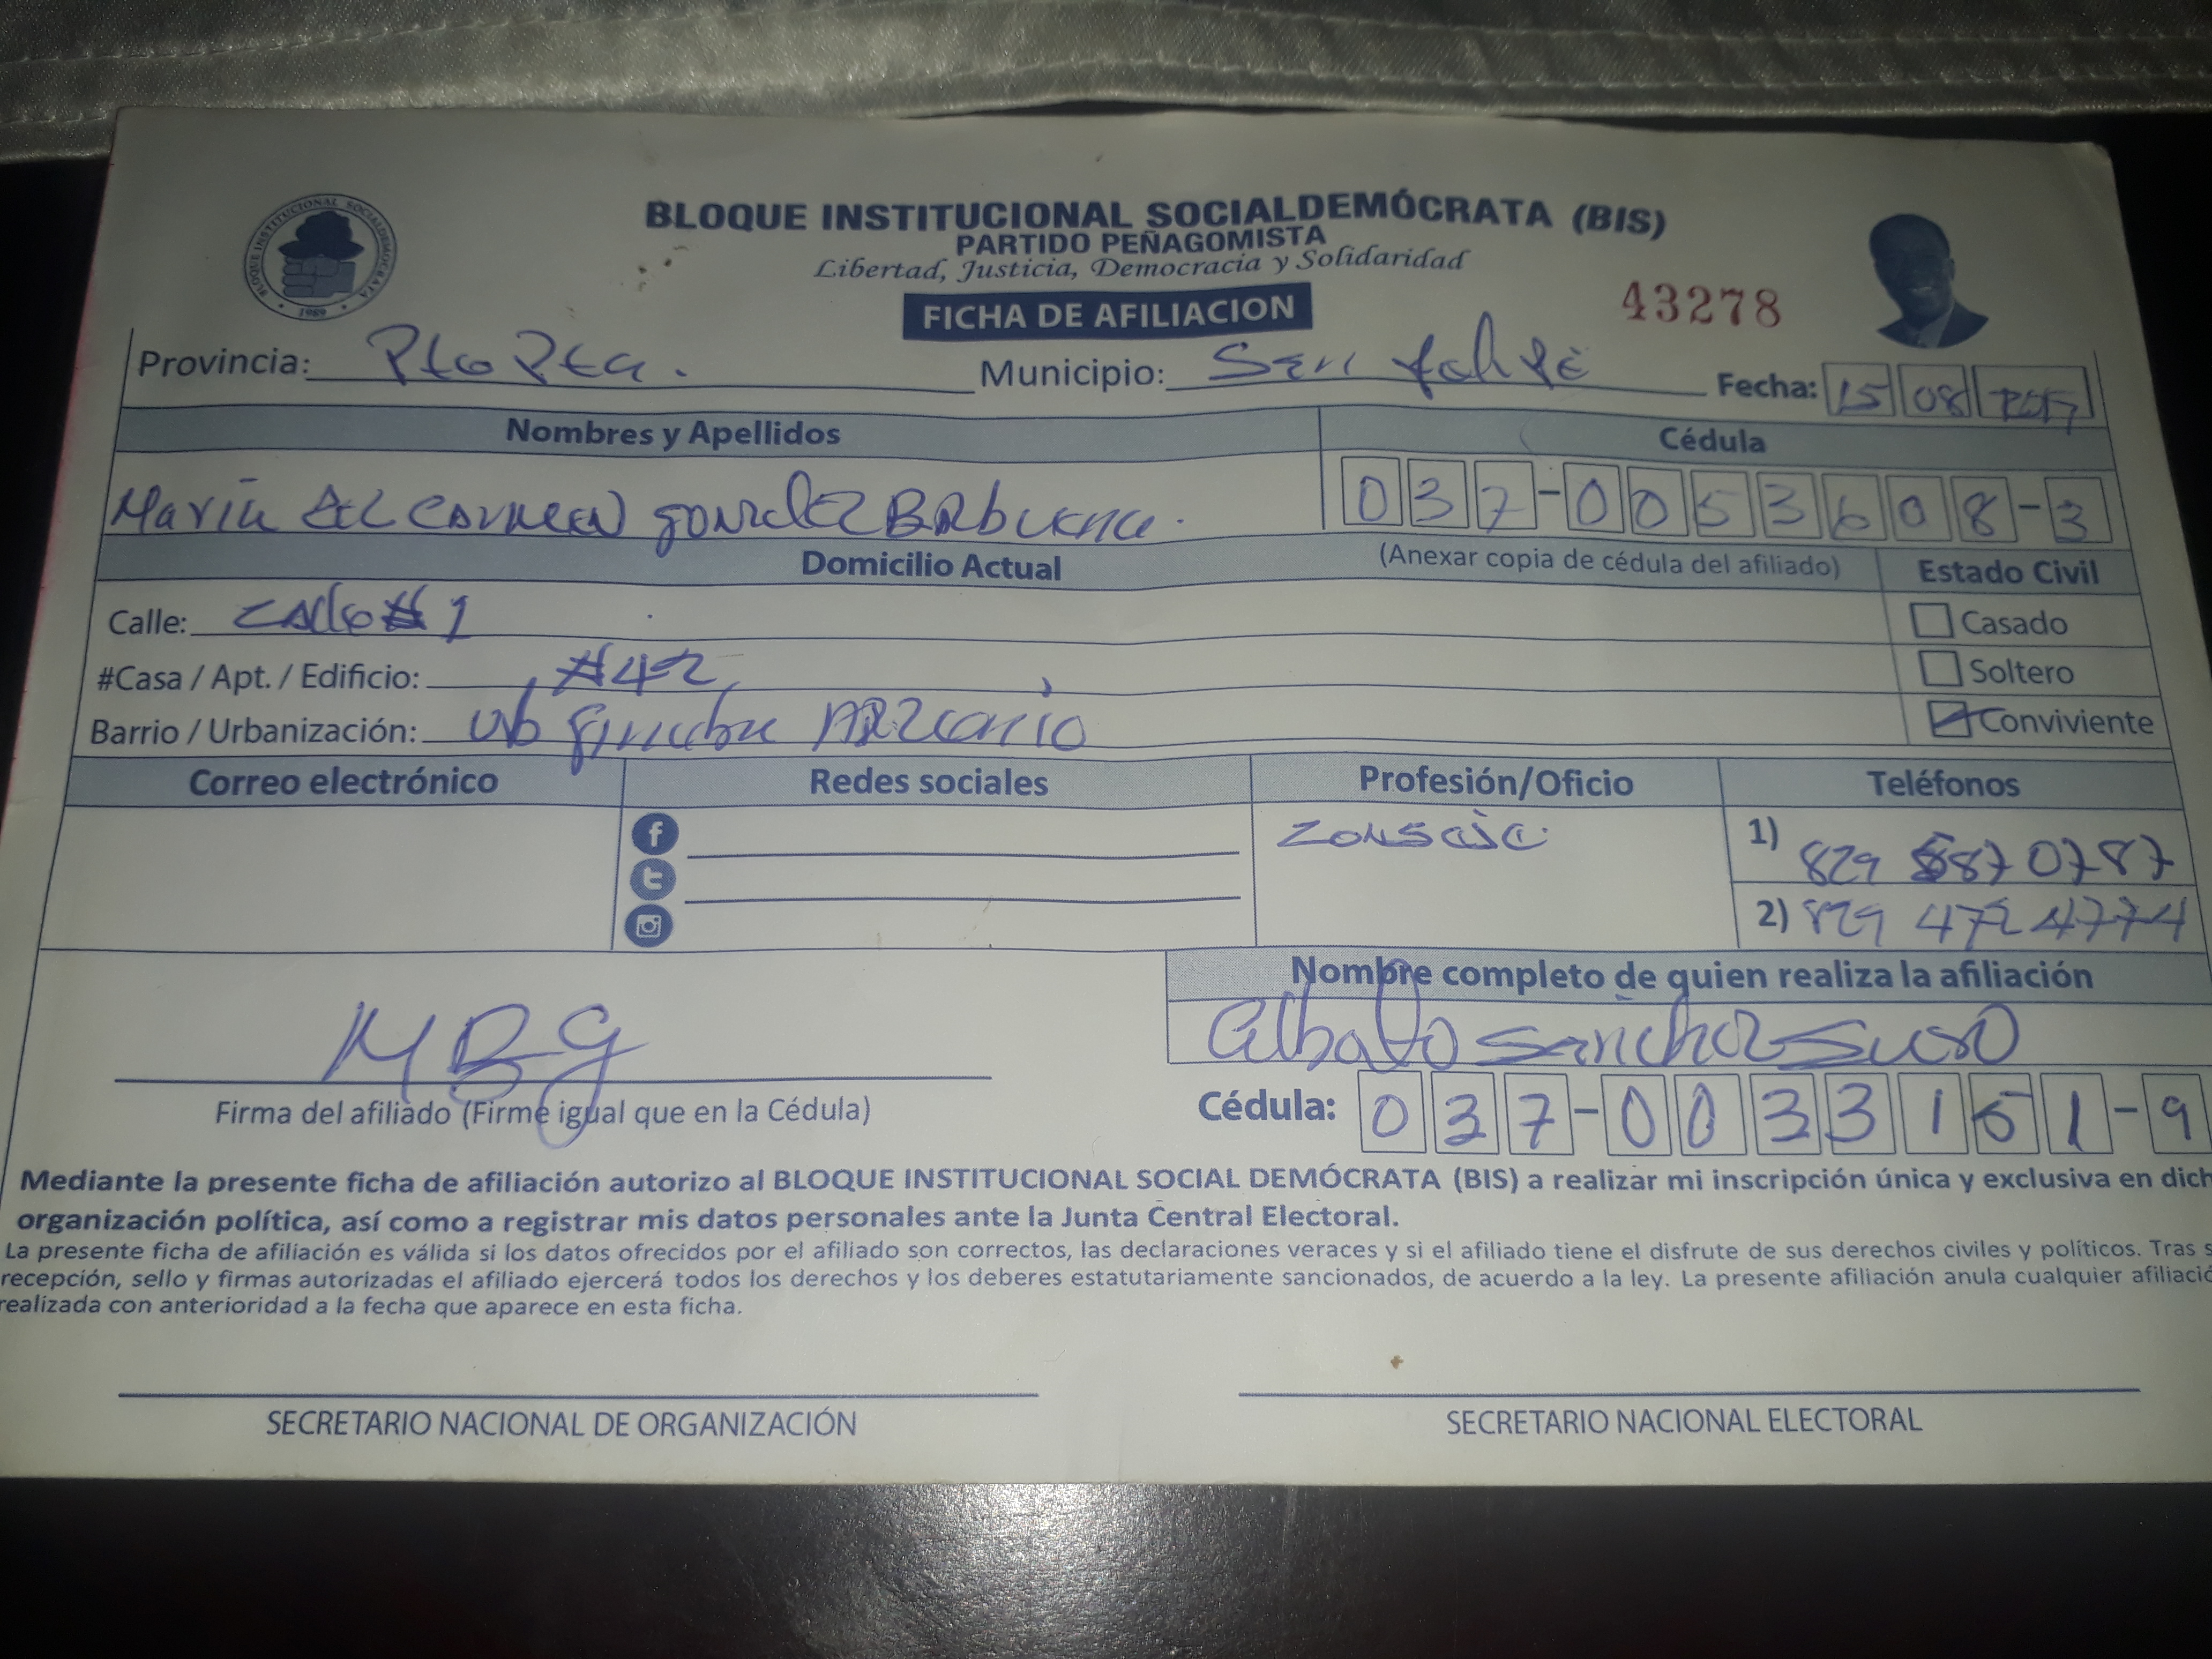 BLOQUE INSTITUCIONAL SOCIALDEMÓCRATA
1989
BLOQUE INSTITUCIONAL SOCIALDEMÓCRATA (BIS)
PARTIDO PEÑAGOMISTA
Libertad, Justicia, Democracia y Solidaridad
FICHA DE AFILIACION
43278
Provincia: Pto Pta. Municipio: San Felipe Fecha: 15 08
Nombres y Apellidos Cédula
Maria del Carmen gonzalez Barbuena. 037-0053608-3
Domicilio Actual (Anexar copia de cédula del afiliado) Estado Civil
Calle: Calle #1 Casado
#Casa / Apt. / Edificio: #42 Soltero
Barrio / Urbanización: Conviviente
Correo electrónico Redes sociales Profesión/Oficio Teléfonos
1) 829 587 0787
2) 829 472 4774
Nombre completo de quien realiza la afiliación
MBG
Sanchez
Firma del afiliado (Firme igual que en la Cédula) Cédula: 037-0033151-9
Mediante la presente ficha de afiliación autorizo al BLOQUE INSTITUCIONAL SOCIAL DEMÓCRATA (BIS) a realizar mi inscripción única y exclusiva en dich
organización política, así como a registrar mis datos personales ante la Junta Central Electoral.
La presente ficha de afiliación es válida si los datos ofrecidos por el afiliado son correctos, las declaraciones veraces y si el afiliado tiene el disfrute de sus derechos civiles y políticos. Tras s
recepción, sello y firmas autorizadas el afiliado ejercerá todos los derechos y los deberes estatutariamente sancionados, de acuerdo a la ley. La presente afiliación anula cualquier afiliació
realizada con anterioridad a la fecha que aparece en esta ficha.
SECRETARIO NACIONAL DE ORGANIZACIÓN SECRETARIO NACIONAL ELECTORAL